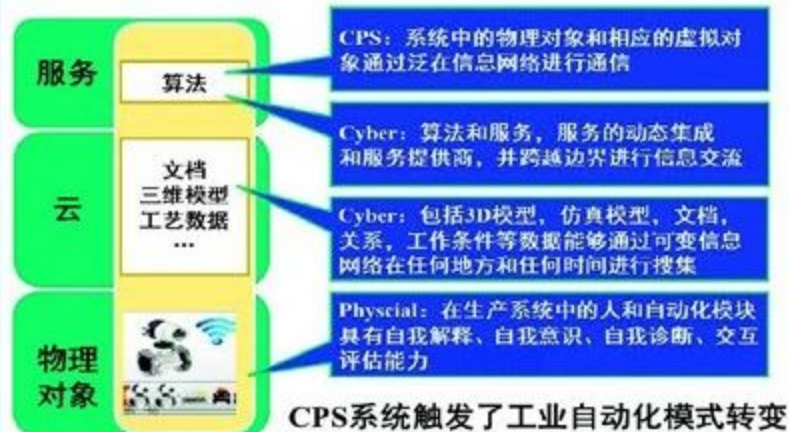 服务
算法
云
文档
三维模型
工艺数据
...
物理
对象
CPS：系统中的物理对象和相应的虚拟对
象通过泛在信息网络进行通信
Cyber：算法和服务，服务的动态集成
和服务提供商，并跨越边界进行信息交流
Cyber：包括3D模型，仿真模型，文档，
关系，工作条件等数据能够通过可变信息
网络在任何地方和任何时间进行搜集
Physcial：在生产系统中的人和自动化模块
具有自我解释、自我意识、自我诊断、交互
评估能力
CPS系统触发了工业自动化模式转变